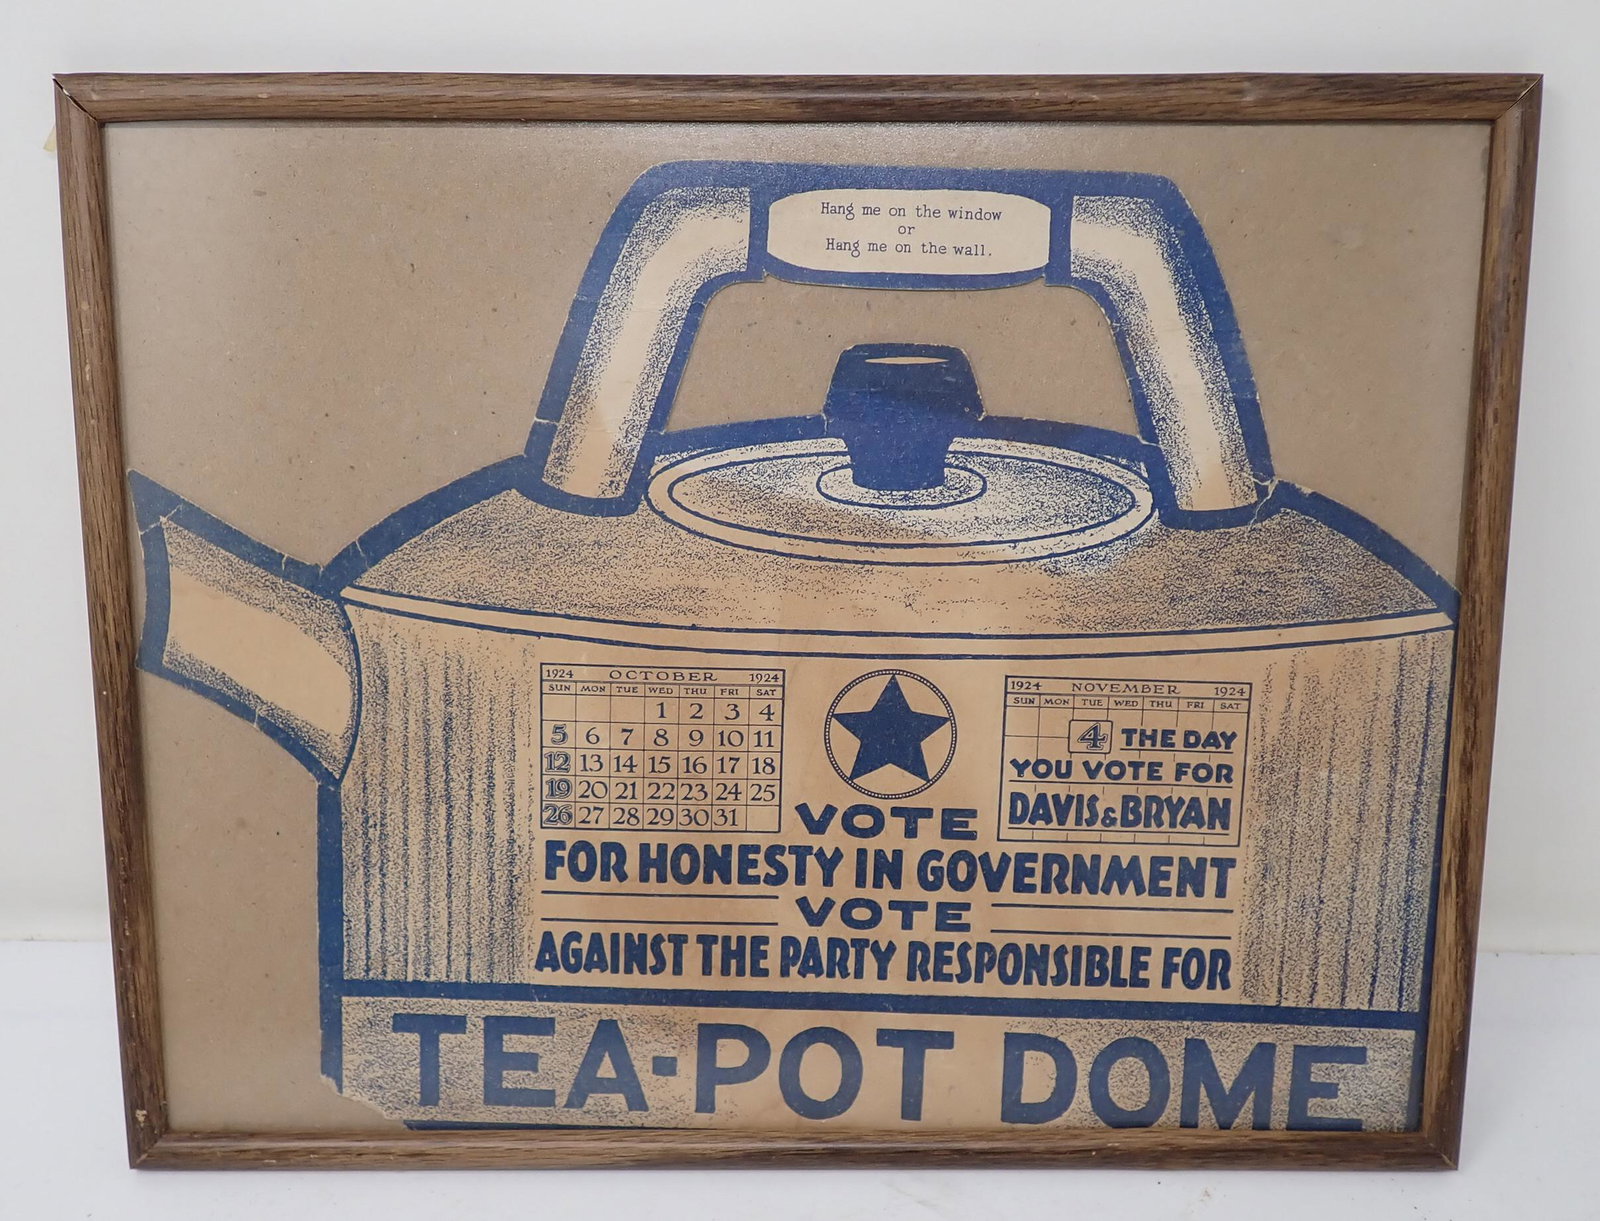 Hang me on the window
or
Hang me on the wall.
1924 OCTOBER 1924
SUN MON TUE WED THU FRI SAT
1 2 3 4
5 6 7 8 9 10 11
12 13 14 15 16 17 18
19 20 21 22 23 24 25
26 27 28 29 30 31
1924 NOVEMBER 1924
SUN MON TUE WED THU FRI SAT
4 THE DAY
YOU VOTE FOR
DAVIS & BRYAN
VOTE
FOR HONESTY IN GOVERNMENT
VOTE
AGAINST THE PARTY RESPONSIBLE FOR
TEA-POT DOME